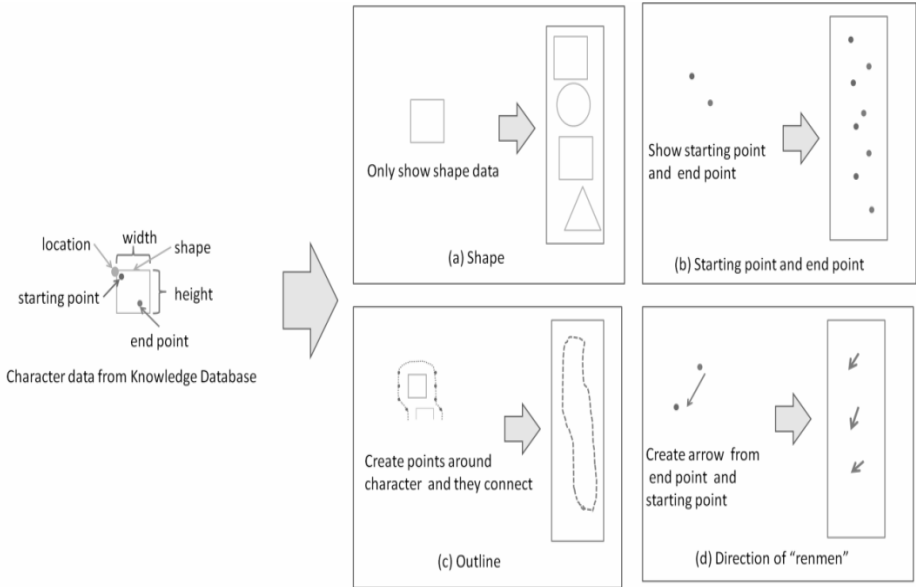 location
width
shape
starting point
height
end point
Character data from Knowledge Database
Only show shape data
(a) Shape
Show starting point
and end point
(b) Starting point and end point
Create points around
character and they connect
(c) Outline
Create arrow from
end point and
starting point
(d) Direction of “renmen”